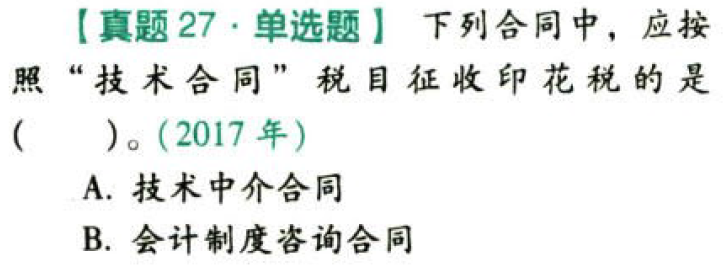 【真题 27 · 单选题】 下列合同中，应按
照“技术合同”税目征收印花税的是
(　　)。(2017 年)
A. 技术中介合同
B. 会计制度咨询合同